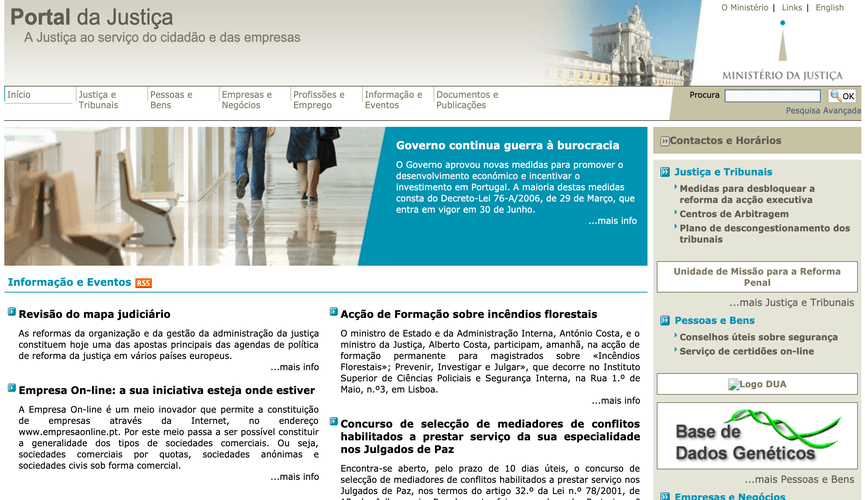 Portal da Justiça
A Justiça ao serviço do cidadão e das empresas
O Ministério | Links | English
MINISTÉRIO DA JUSTIÇA
Início
Justiça e
Tribunais
Pessoas e
Bens
Empresas e
Negócios
Profissões e
Emprego
Informação e
Eventos
Documentos e
Publicações
Procura
OK
Pesquisa Avançada
Governo continua guerra à burocracia
O Governo aprovou novas medidas para promover o
desenvolvimento económico e incentivar o
investimento em Portugal. A maioria destas medidas
consta do Decreto-Lei 76-A/2006, de 29 de Março, que
entra em vigor em 30 de Junho.
...mais info
Informação e Eventos RSS
Revisão do mapa judiciário
As reformas da organização e da gestão da administração da justiça
constituem hoje uma das apostas principais das agendas de política
de reforma da justiça em vários países europeus.
...mais info
Empresa On-line: a sua iniciativa esteja onde estiver
A Empresa On-line é um meio inovador que permite a constituição
de empresas através da Internet, no endereço
www.empresaonline.pt. Por este meio passa a ser possível constituir
a generalidade dos tipos de sociedades comerciais. Ou seja,
sociedades comerciais por quotas, sociedades anónimas e
sociedades civis sob forma comercial.
...mais info
Acção de Formação sobre incêndios florestais
O ministro de Estado e da Administração Interna, António Costa, e o
ministro da Justiça, Alberto Costa, participam, amanhã, na acção de
formação permanente para magistrados sobre «Incêndios
Florestais»; Prevenir, Investigar e Julgar», que decorre no Instituto
Superior de Ciências Policiais e Segurança Interna, na Rua 1.º de
Maio, n.º3, em Lisboa.
...mais info
Concurso de selecção de mediadores de conflitos
habilitados a prestar serviço da sua especialidade
nos Julgados de Paz
Encontra-se aberto, pelo prazo de 10 dias úteis, o concurso de
selecção de mediadores de conflitos habilitados a prestar serviço nos
Julgados de Paz, nos termos do artigo 32.º da Lei n.º 78/2001, de
Contactos e Horários
Justiça e Tribunais
Medidas para desbloquear a
reforma da acção executiva
Centros de Arbitragem
Plano de descongestionamento dos
tribunais
Unidade de Missão para a Reforma
Penal
...mais Justiça e Tribunais
Pessoas e Bens
Conselhos úteis sobre segurança
Serviço de certidões on-line
Logo DUA
Base de
Dados Genéticos
...mais Pessoas e Bens
Empresas e Negócios